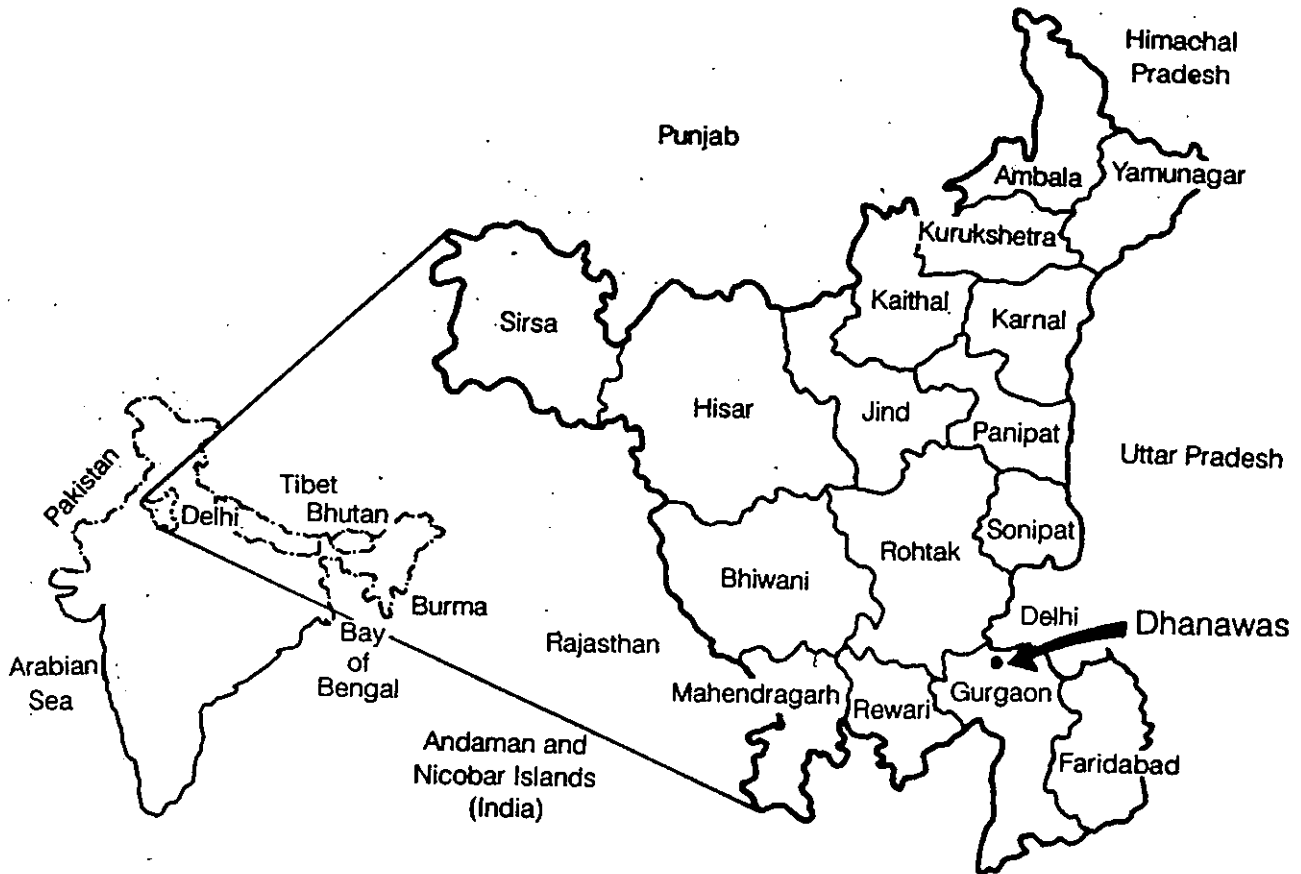 Himachal
Pradesh
Punjab
Ambala
Yamunagar
Kurukshetra
Kaithal
Karnal
Sirsa
Hisar
Jind
Panipat
Uttar Pradesh
Pakistan
Tibet
Delhi
Bhutan
Sonipat
Rohtak
Bhiwani
Burma
Delhi
Dhanawas
Rajasthan
Bay
of
Bengal
Arabian
Sea
Mahendragarh
Rewari
Gurgaon
Faridabad
Andaman and
Nicobar Islands
(India)